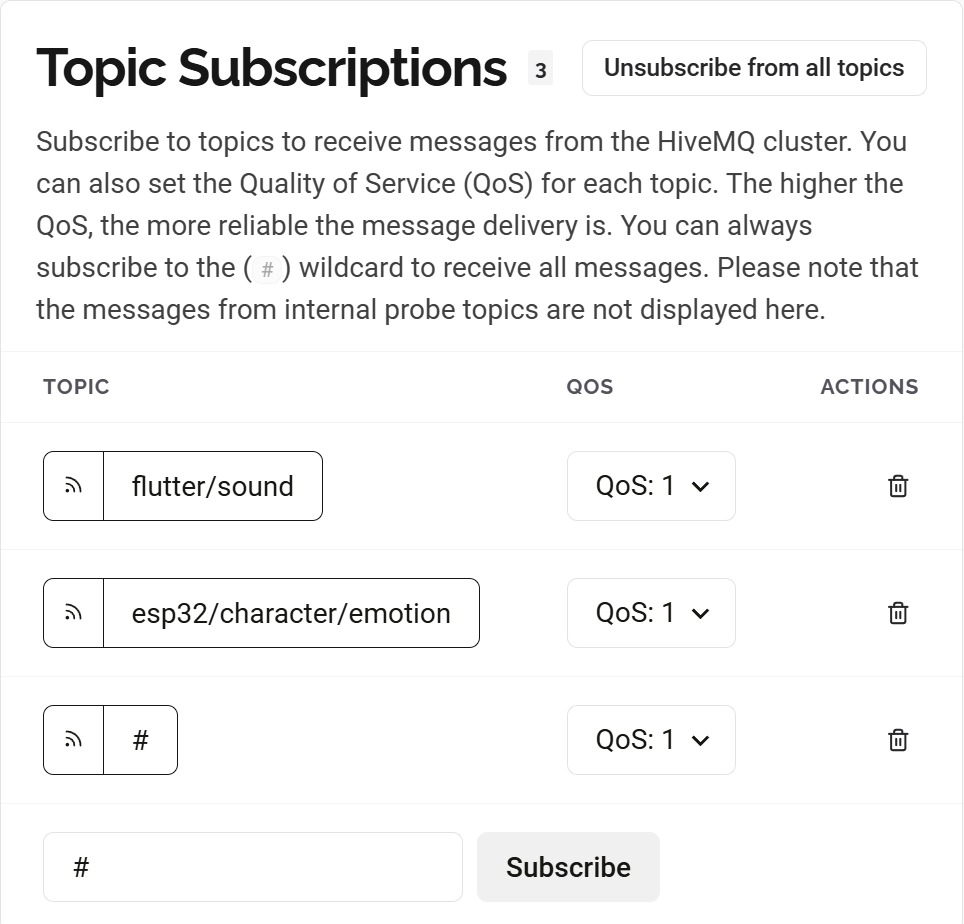 Topic Subscriptions 3 Unsubscribe from all topics
Subscribe to topics to receive messages from the HiveMQ cluster. You
can also set the Quality of Service (QoS) for each topic. The higher the
QoS, the more reliable the message delivery is. You can always
subscribe to the ( # ) wildcard to receive all messages. Please note that
the messages from internal probe topics are not displayed here.
TOPIC QOS ACTIONS
flutter/sound QoS: 1
esp32/character/emotion QoS: 1
# QoS: 1
# Subscribe